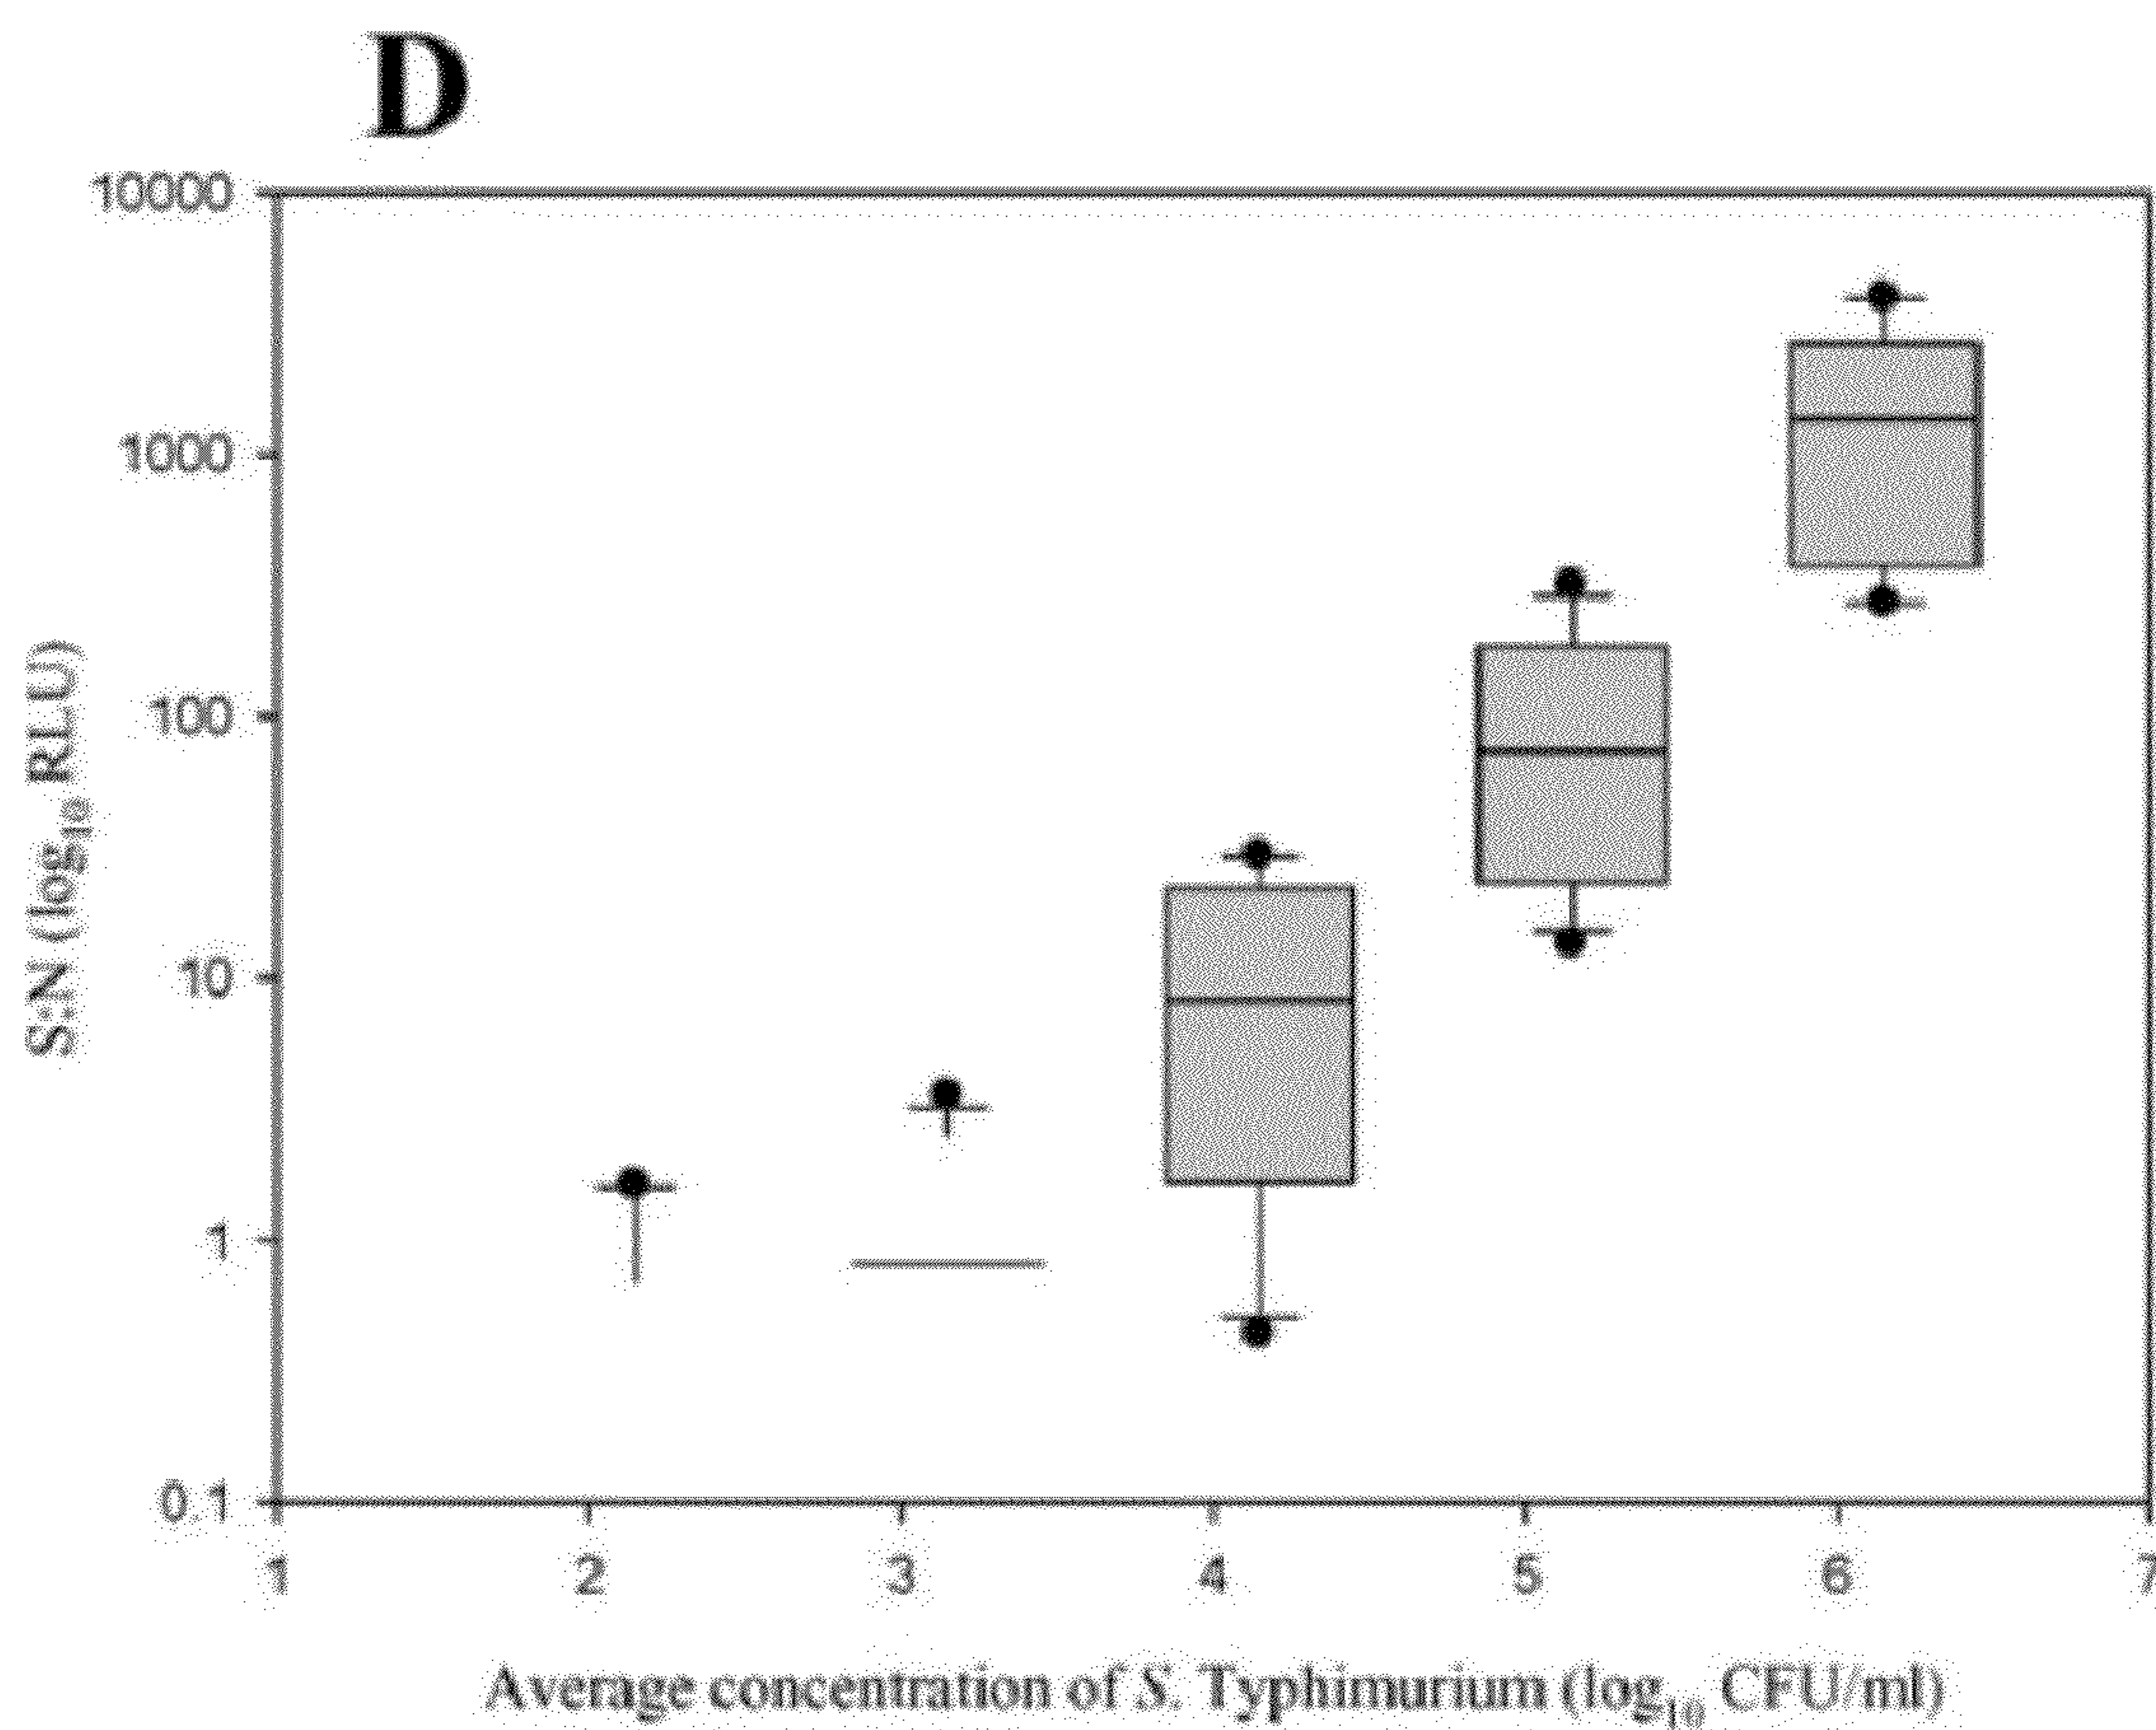 D
10000
1000
100
10
1
0.1
S:N (log10 RLU)
1 2 3 4 5 6 7
Average concentration of S. Typhimurium (log10 CFU/ml)